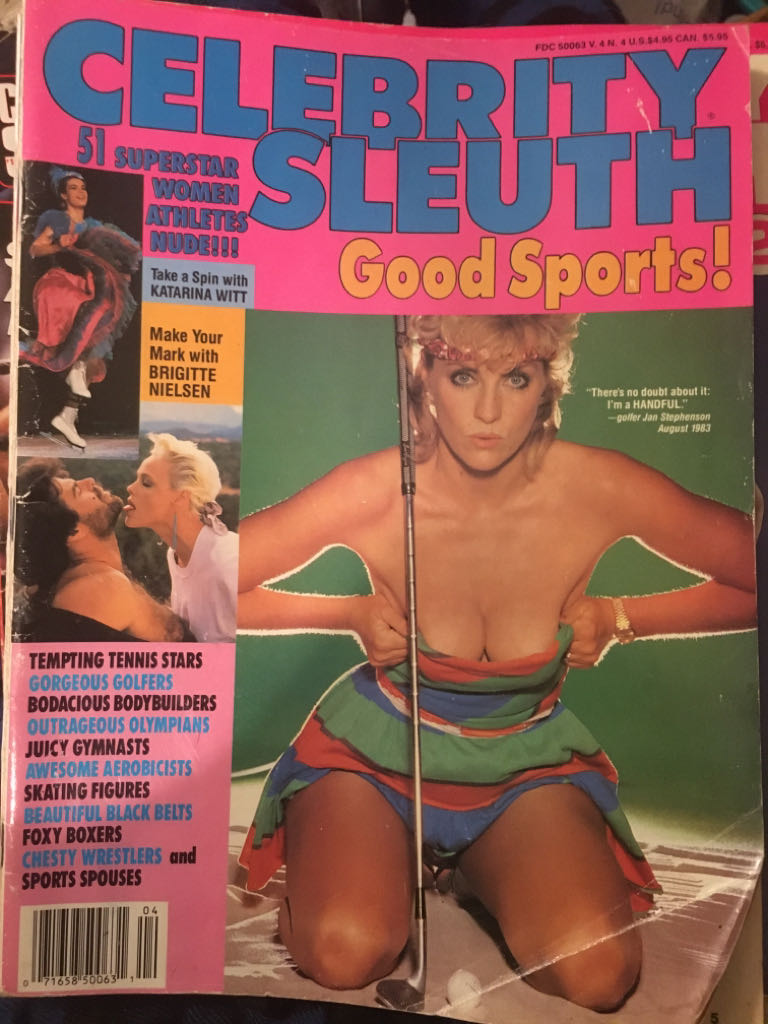 FDC 50063 V. 4 N. 4 U.S.$4.95 CAN. $5.95
CELEBRITY
SLEUTH
®
51 SUPERSTAR
WOMEN
ATHLETES
NUDE!!!
Good Sports!
Take a Spin with
KATARINA WITT
Make Your
Mark with
BRIGITTE
NIELSEN
"There's no doubt about it:
I'm a HANDFUL."
—golfer Jan Stephenson
August 1983
TEMPTING TENNIS STARS
GORGEOUS GOLFERS
BODACIOUS BODYBUILDERS
OUTRAGEOUS OLYMPIANS
JUICY GYMNASTS
AWESOME AEROBICISTS
SKATING FIGURES
BEAUTIFUL BLACK BELTS
FOXY BOXERS
CHESTY WRESTLERS and
SPORTS SPOUSES
04
0 71658 50063 1
5